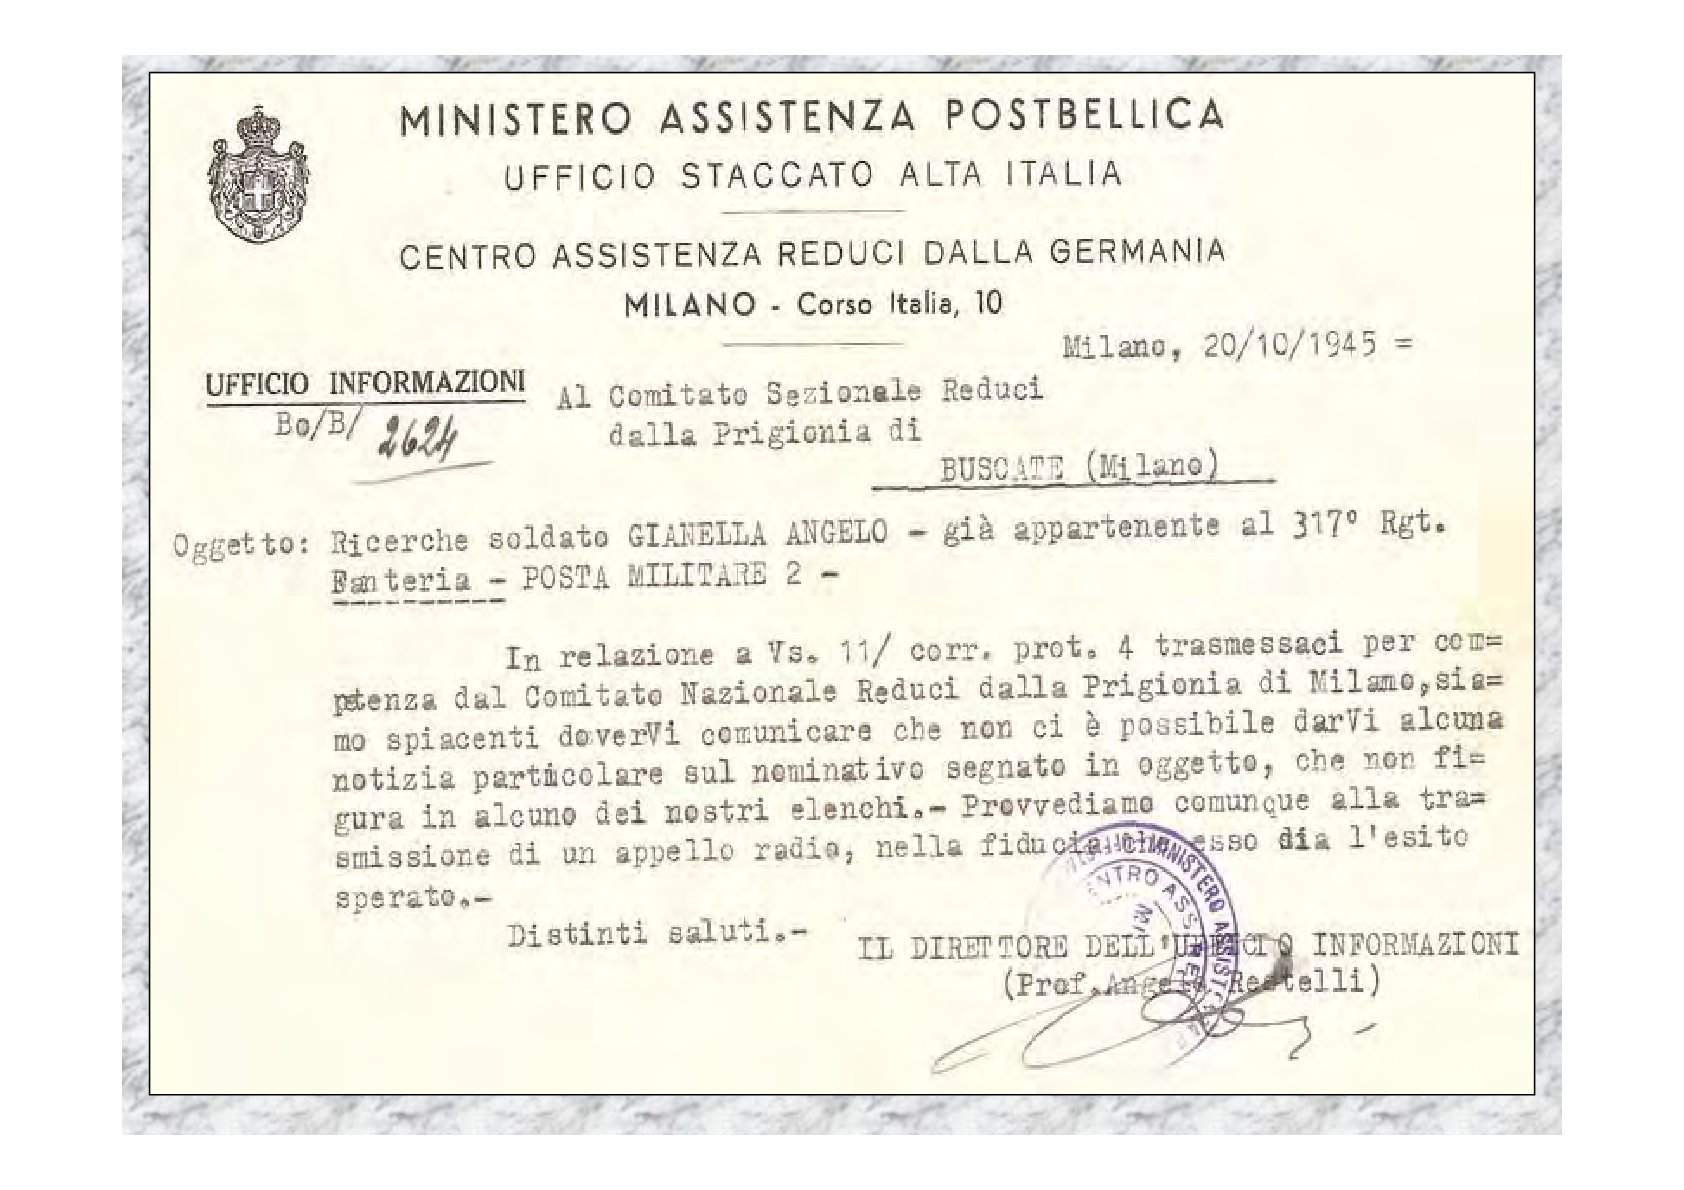 MINISTERO ASSISTENZA POSTBELLICA
UFFICIO STACCATO ALTA ITALIA
CENTRO ASSISTENZA REDUCI DALLA GERMANIA
MILANO - Corso Italia, 10
Milano, 20/10/1945 =
UFFICIO INFORMAZIONI
Bo/B/ 2624
Al Comitato Sezionale Reduci
dalla Prigionia di
BUSCATE (Milano)
Oggetto: Ricerche soldato GIANELLA ANGELO - già appartenente al 317° Rgt.
Fanteria - POSTA MILITARE 2 -
In relazione a Vs. 11/ corr. prot. 4 trasmessaci per com=
ptenza dal Comitato Nazionale Reduci dalla Prigionia di Milano,sia=
mo spiacenti doverVi comunicare che non ci è possibile darVi alcuna
notizia particolare sul nominativo segnato in oggetto, che non fi=
gura in alcuno dei nostri elenchi.- Provvediamo comunque alla tra=
smissione di un appello radio, nella fiducia che esso dia l'esito
sperato.-
Distinti saluti.-
IL DIRETTORE DELL'UFFICIO INFORMAZIONI
(Prof.Angelo Restelli)
MINISTERO ASSIST